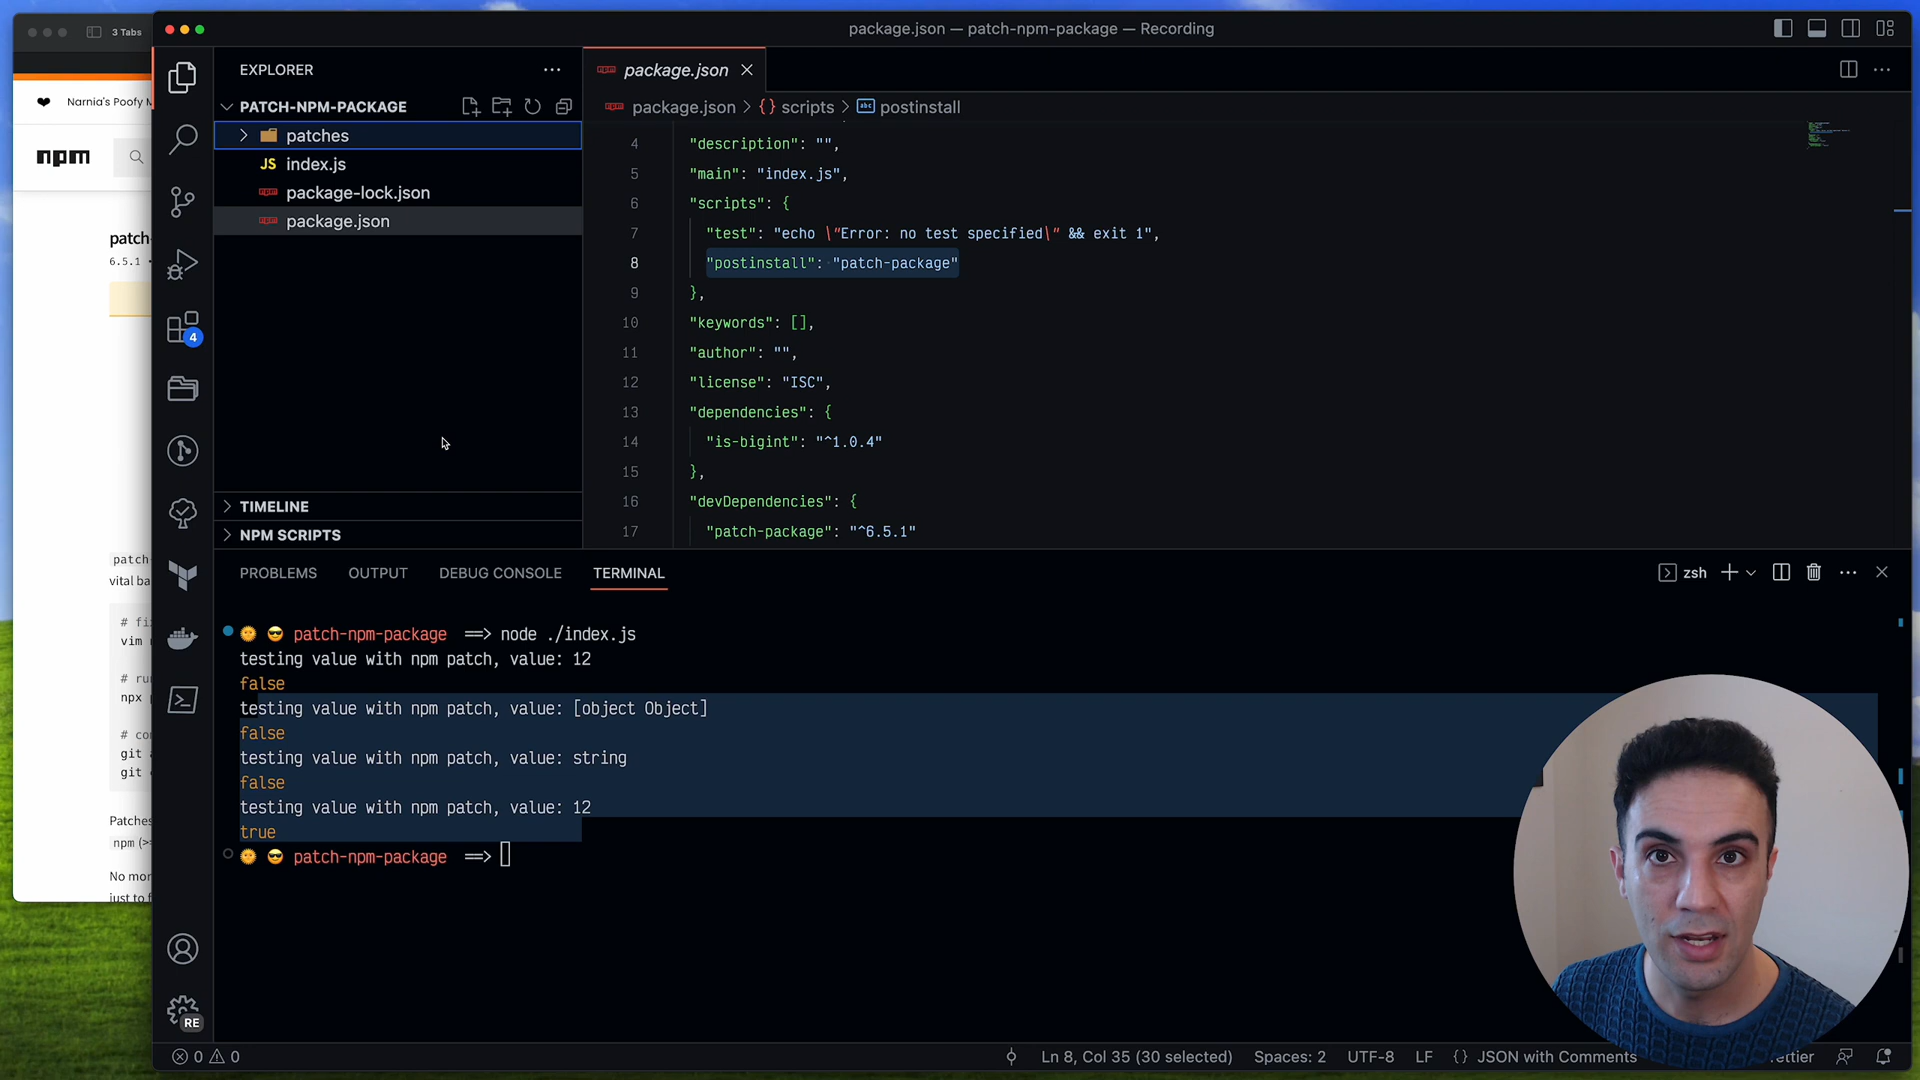 3 Tabs
package.json — patch-npm-package — Recording
Narnia's Poofy M
npm
patch-
6.5.1 •
patch-
vital ba
# fi
vim n
# ru
npx p
# co
git a
git c
Patches
npm (>=
No mor
just to f
EXPLORER
PATCH-NPM-PACKAGE
patches
JS index.js
package-lock.json
package.json
TIMELINE
NPM SCRIPTS
4
RE
package.json
package.json > {} scripts > abc postinstall
4 "description": "",
5 "main": "index.js",
6 "scripts": {
7 "test": "echo \"Error: no test specified\" && exit 1",
8 "postinstall": "patch-package"
9 },
10 "keywords": [],
11 "author": "",
12 "license": "ISC",
13 "dependencies": {
14 "is-bigint": "^1.0.4"
15 },
16 "devDependencies": {
17 "patch-package": "^6.5.1"
PROBLEMS OUTPUT DEBUG CONSOLE TERMINAL
zsh
patch-npm-package ==> node ./index.js
testing value with npm patch, value: 12
false
testing value with npm patch, value: [object Object]
false
testing value with npm patch, value: string
false
testing value with npm patch, value: 12
true
patch-npm-package ==>
0 0
Ln 8, Col 35 (30 selected) Spaces: 2 UTF-8 LF {} JSON with Comments ettier